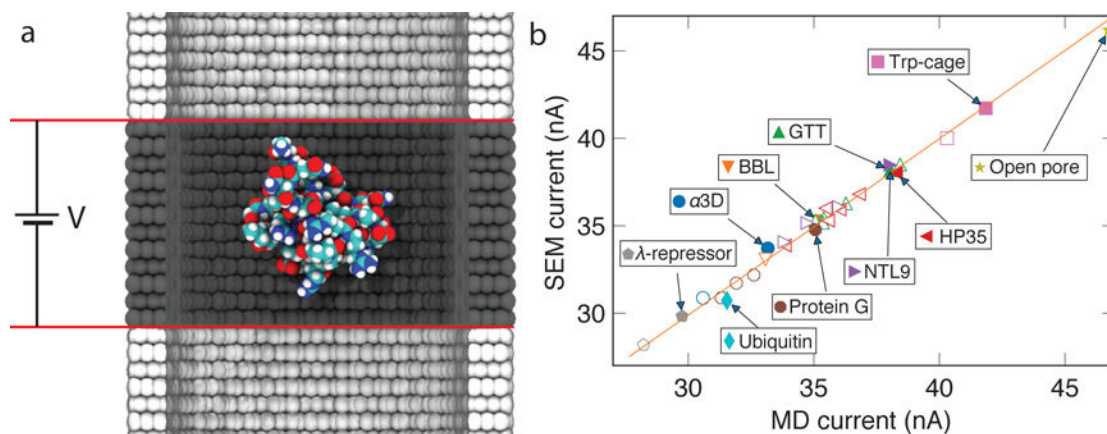 a
V
b
SEM current (nA)
45
40
35
30
Trp-cage
GTT
BBL
α3D
λ-repressor
Open pore
HP35
NTL9
Protein G
Ubiquitin
30
35
40
45
MD current (nA)